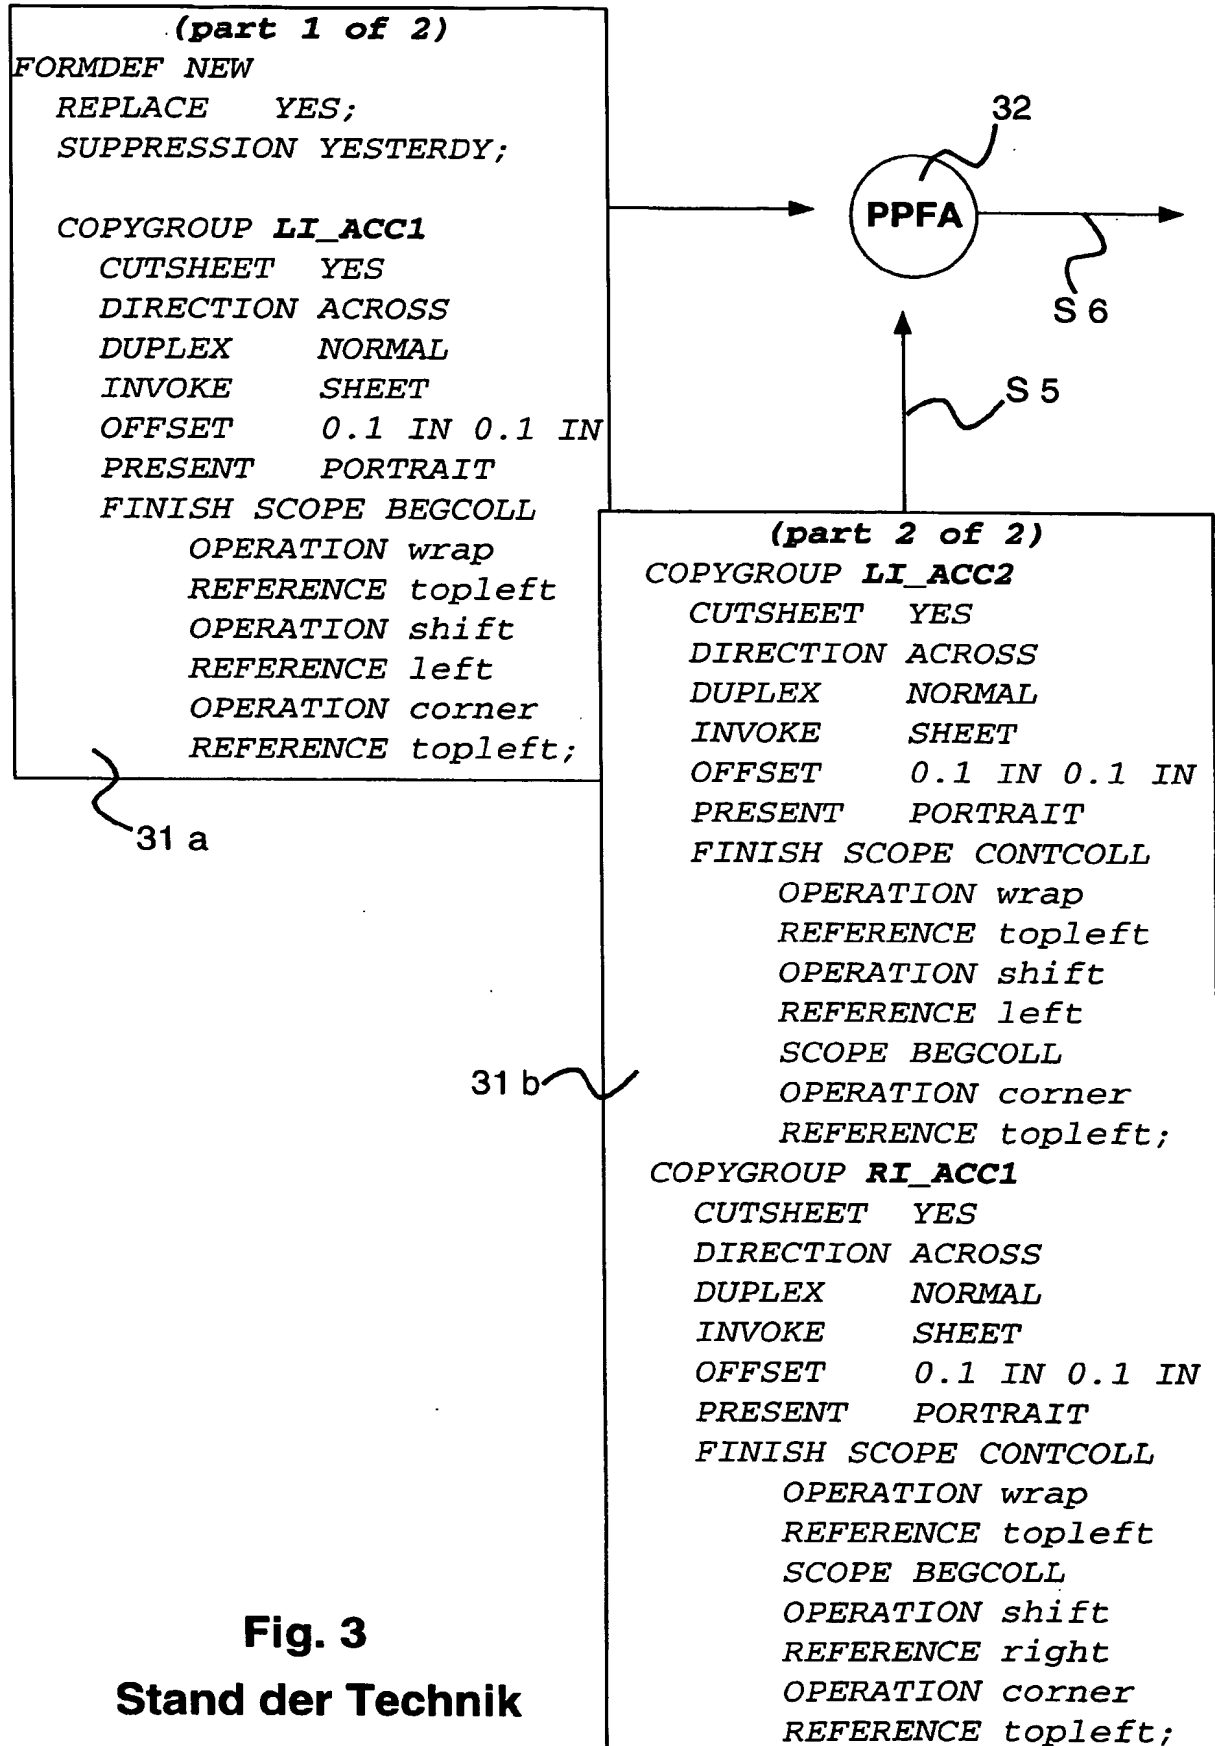 (part 1 of 2)
FORMDEF NEW
REPLACE YES;
SUPPRESSION YESTERDY;
COPYGROUP LI_ACC1
CUTSHEET YES
DIRECTION ACROSS
DUPLEX NORMAL
INVOKE SHEET
OFFSET 0.1 IN 0.1 IN
PRESENT PORTRAIT
FINISH SCOPE BEGCOLL
OPERATION wrap
REFERENCE topleft
OPERATION shift
REFERENCE left
OPERATION corner
REFERENCE topleft;
31 a
32
PPFA
S 6
S 5
(part 2 of 2)
COPYGROUP LI_ACC2
CUTSHEET YES
DIRECTION ACROSS
DUPLEX NORMAL
INVOKE SHEET
OFFSET 0.1 IN 0.1 IN
PRESENT PORTRAIT
FINISH SCOPE CONTCOLL
OPERATION wrap
REFERENCE topleft
OPERATION shift
REFERENCE left
SCOPE BEGCOLL
OPERATION corner
REFERENCE topleft;
31 b
COPYGROUP RI_ACC1
CUTSHEET YES
DIRECTION ACROSS
DUPLEX NORMAL
INVOKE SHEET
OFFSET 0.1 IN 0.1 IN
PRESENT PORTRAIT
FINISH SCOPE CONTCOLL
OPERATION wrap
REFERENCE topleft
SCOPE BEGCOLL
OPERATION shift
REFERENCE right
OPERATION corner
REFERENCE topleft;
Fig. 3
Stand der Technik